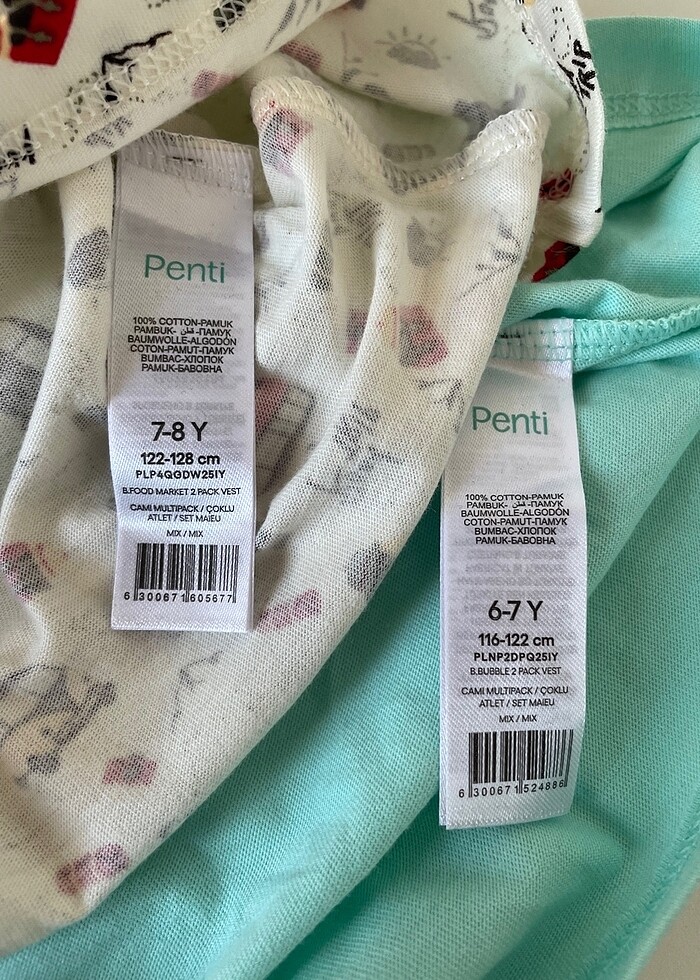 TRIP
Penti
100% COTTON-PAMUK
PAMBUK- قطن -ПАМУК
BAUMWOLLE-ALGODÓN
COTON-PAMUT-ПАМУК
BUMBAC-ХЛОПОК
PAMUK-БАВОВНА
7-8 Y
122-128 cm
PLP4QGDW25IY
B.FOOD MARKET 2 PACK VEST
CAMI MULTIPACK / ÇOKLU
ATLET / SET MAIEU
MIX / MIX
6 300671 605677
Penti
100% COTTON-PAMUK
PAMBUK- قطن -ПАМУК
BAUMWOLLE-ALGODÓN
COTON-PAMUT-ПАМУК
BUMBAC-ХЛОПОК
PAMUK-БАВОВНА
6-7 Y
116-122 cm
PLNP2DPQ25IY
B.BUBBLE 2 PACK VEST
CAMI MULTIPACK / ÇOKLU
ATLET / SET MAIEU
MIX / MIX
6 300671 524886